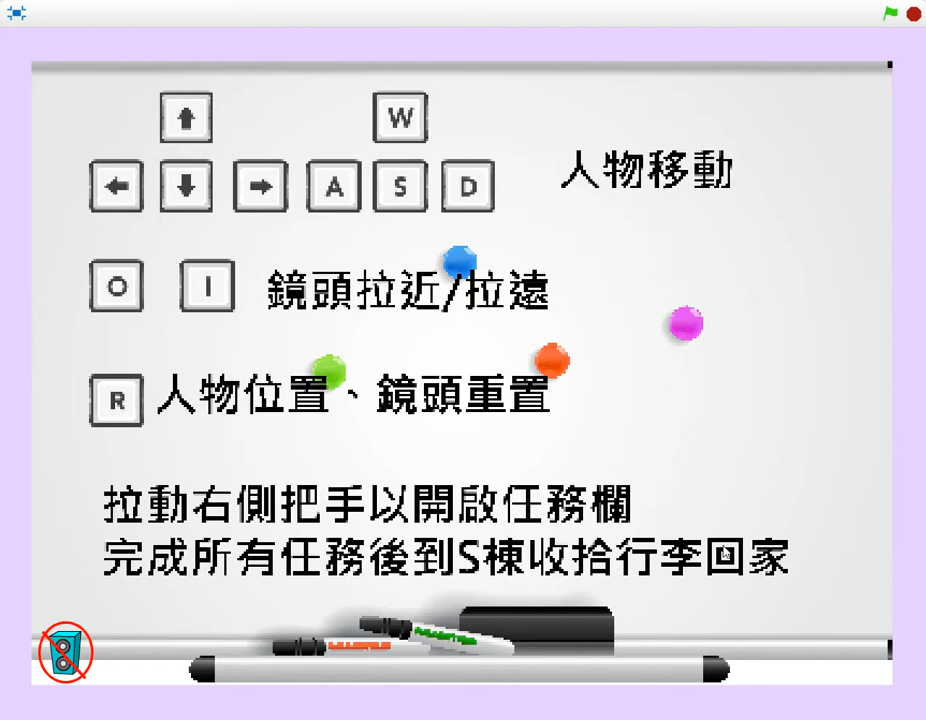 W
A S D 人物移動
O I 鏡頭拉近/拉遠
R 人物位置、鏡頭重置
拉動右側把手以開啟任務欄
完成所有任務後到S棟收拾行李回家